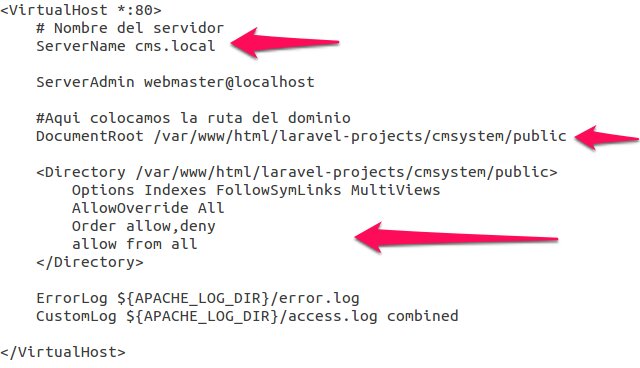 <VirtualHost *:80>
# Nombre del servidor
ServerName cms.local
ServerAdmin webmaster@localhost
#Aqui colocamos la ruta del dominio
DocumentRoot /var/www/html/laravel-projects/cmsystem/public
<Directory /var/www/html/laravel-projects/cmsystem/public>
Options Indexes FollowSymLinks MultiViews
AllowOverride All
Order allow,deny
allow from all
</Directory>
ErrorLog ${APACHE_LOG_DIR}/error.log
CustomLog ${APACHE_LOG_DIR}/access.log combined
</VirtualHost>